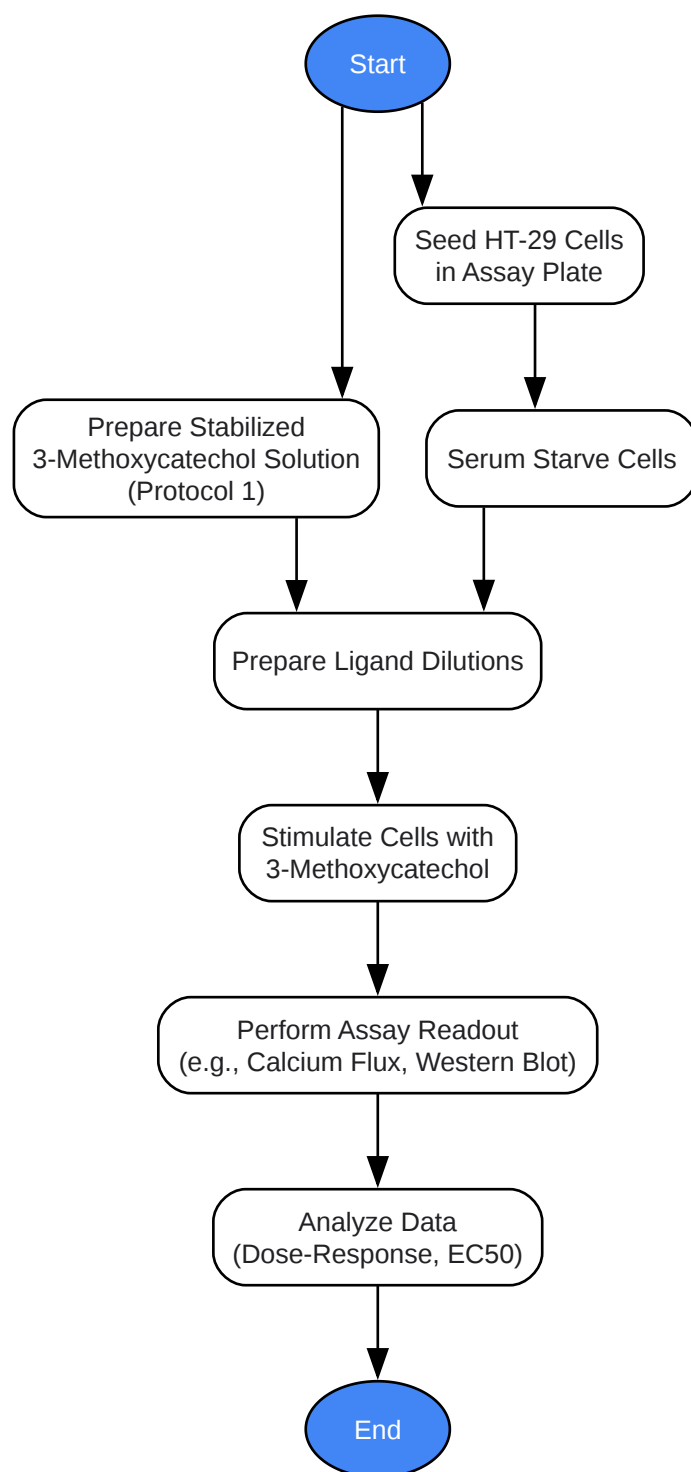 Start
Seed HT-29 Cells
in Assay Plate
Prepare Stabilized
3-Methoxycatechol Solution
(Protocol 1)
Serum Starve Cells
Prepare Ligand Dilutions
Stimulate Cells with
3-Methoxycatechol
Perform Assay Readout
(e.g., Calcium Flux, Western Blot)
Analyze Data
(Dose-Response, EC50)
End